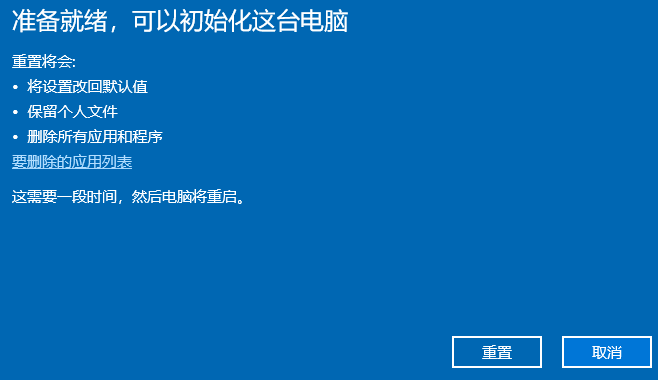 准备就绪，可以初始化这台电脑
重置将会:
• 将设置改回默认值
• 保留个人文件
• 删除所有应用和程序
要删除的应用列表
这需要一段时间，然后电脑将重启。
重置 取消